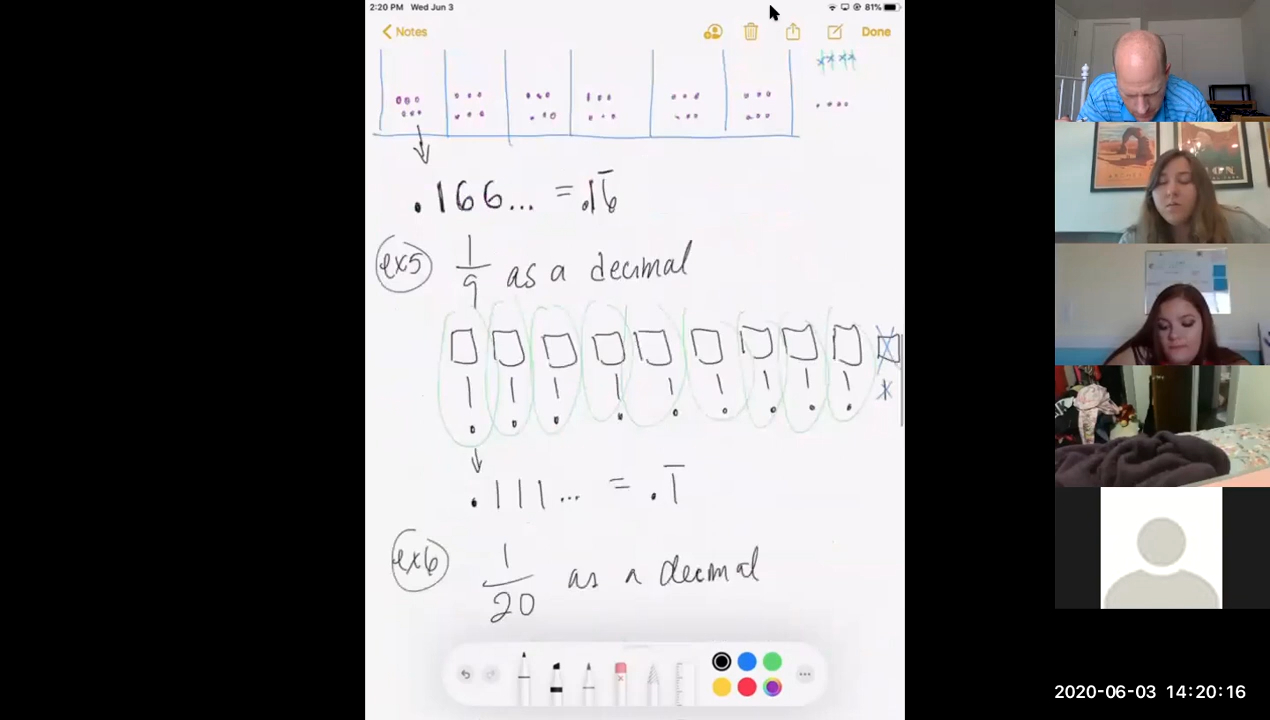 2:20 PM Wed Jun 3
81%
Notes
Done
.166... = .16̅
ex5 1/9 as a decimal
.111... = .1̅
ex6 1/20 as a decimal
2020-06-03 14:20:16